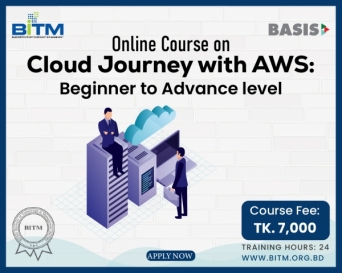 BITM
BASIS
Online Course on
Cloud Journey with AWS:
Beginner to Advance level
BITM
Course Fee:
TK. 7,000
TRAINING HOURS: 24
WWW.BITM.ORG.BD
APPLY NOW